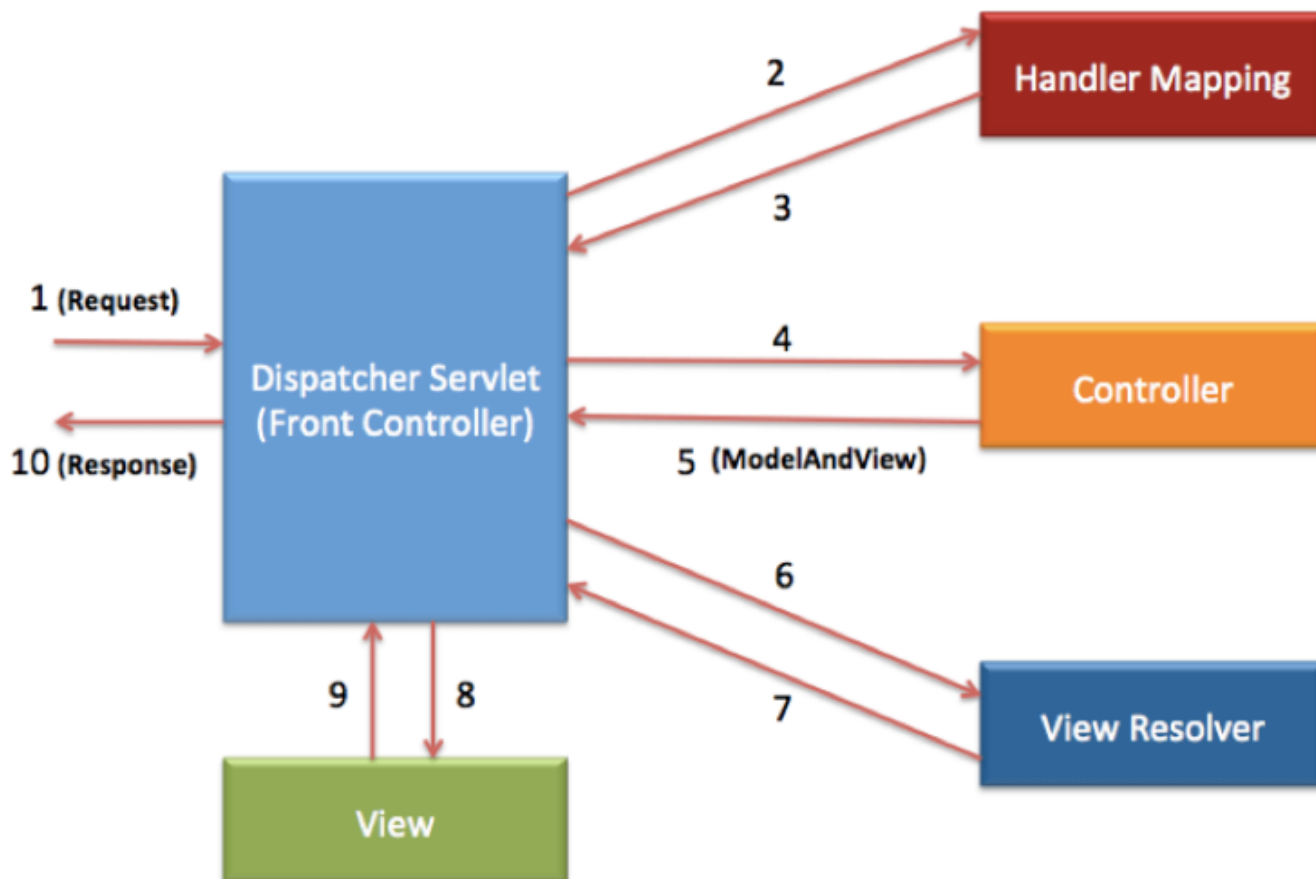 2
Handler Mapping
3
1 (Request)
4
Dispatcher Servlet
(Front Controller)
Controller
10 (Response)
5 (ModelAndView)
6
9
8
7
View Resolver
View